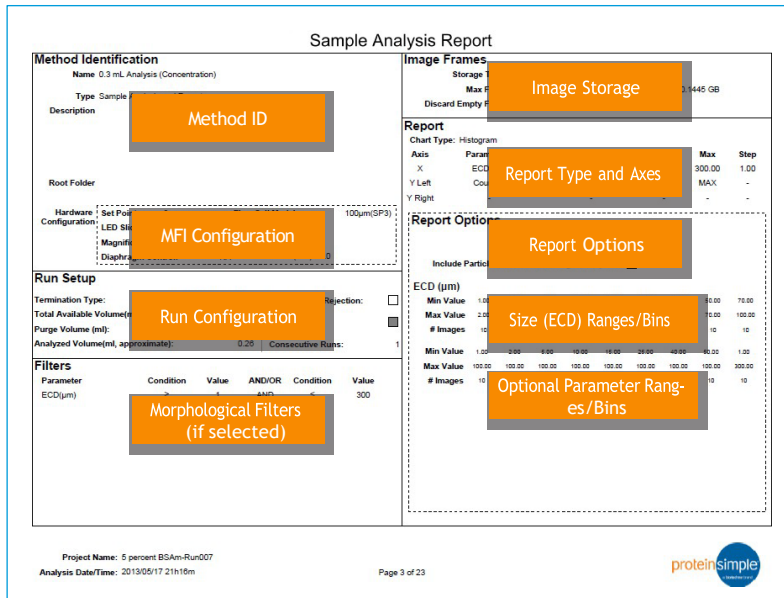 Sample Analysis Report
Method Identification
Name 0.3 mL Analysis (Concentration)
Type Sample
Description
Method ID
Root Folder
Hardware Configuration
Set Poin
100µm(SP3)
LED Sli
Magnifi
Diaphra
MFI Configuration
Run Setup
Termination Type:
Rejection:
Total Available Volume(m
Purge Volume (ml):
Run Configuration
Analyzed Volume(ml, approximate): 0.26 Consecutive Runs: 1
Filters
Parameter Condition Value AND/OR Condition Value
ECD(µm) AND 300
Morphological Filters
(if selected)
Image Frames
Storage T
Max F
0.1445 GB
Discard Empty F
Image Storage
Report
Chart Type: Histogram
Axis Param Max Step
X ECD 300.00 1.00
Y Left Cou MAX -
Y Right - -
Report Type and Axes
Report Options
Report Options
Include Particl
ECD (µm)
Min Value 1.00 50.00 70.00
Max Value 2.00 70.00 100.00
# Images 10 10 10
Size (ECD) Ranges/Bins
Min Value 1.00 2.00 5.00 10.00 15.00 25.00 40.00 50.00 1.00
Max Value 100.00 100.00 100.00 100.00 100.00 100.00 100.00 100.00 300.00
# Images 10 10 10
Optional Parameter Rang-
es/Bins
Project Name: 5 percent BSAm-Run007
Analysis Date/Time: 2013/05/17 21h16m
Page 3 of 23
proteinsimple